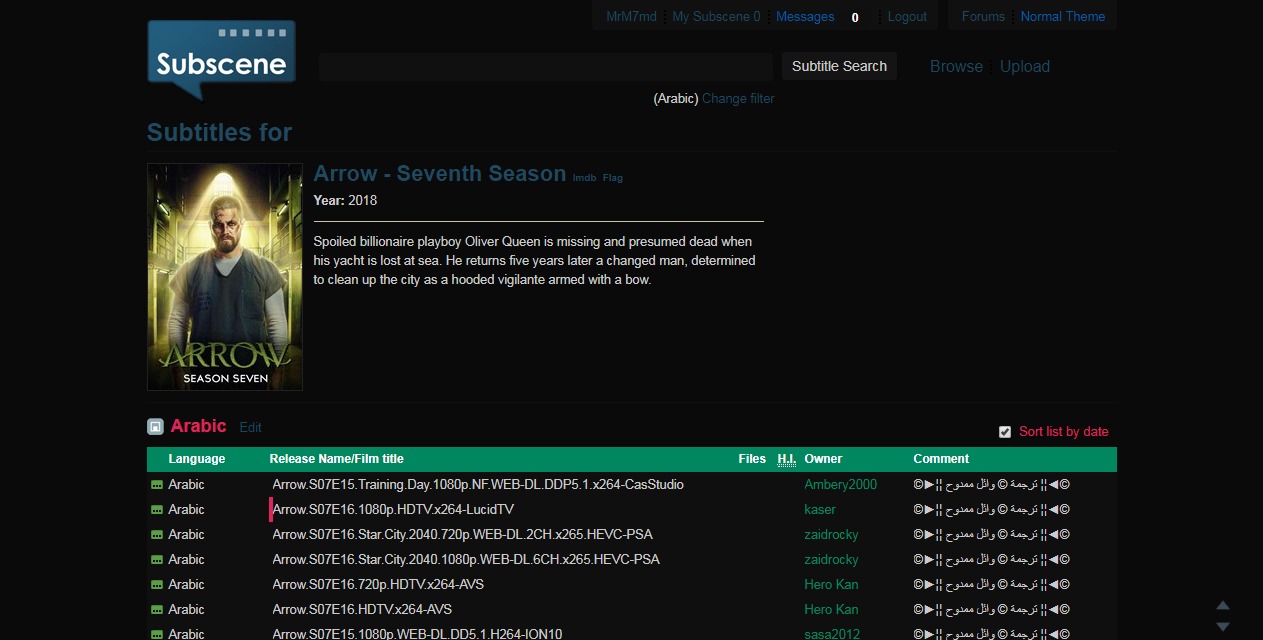 MrM7md My Subscene 0 Messages 0 Logout Forums Normal Theme
Subscene
Subtitle Search Browse Upload
(Arabic) Change filter
Subtitles for
Arrow - Seventh Season Imdb Flag
Year: 2018
Spoiled billionaire playboy Oliver Queen is missing and presumed dead when
his yacht is lost at sea. He returns five years later a changed man, determined
to clean up the city as a hooded vigilante armed with a bow.
ARROW
SEASON SEVEN
Arabic Edit Sort list by date
Language Release Name/Film title Files H.I. Owner Comment
Arabic Arrow.S07E15.Training.Day.1080p.NF.WEB-DL.DDP5.1.x264-CasStudio Ambery2000 ©►¦¦ ترجمة © وائل ممدوح ¦¦◄©
Arabic Arrow.S07E16.1080p.HDTV.x264-LucidTV kaser ©►¦¦ ترجمة © وائل ممدوح ¦¦◄©
Arabic Arrow.S07E16.Star.City.2040.720p.WEB-DL.2CH.x265.HEVC-PSA zaidrocky ©►¦¦ ترجمة © وائل ممدوح ¦¦◄©
Arabic Arrow.S07E16.Star.City.2040.1080p.WEB-DL.6CH.x265.HEVC-PSA zaidrocky ©►¦¦ ترجمة © وائل ممدوح ¦¦◄©
Arabic Arrow.S07E16.720p.HDTV.x264-AVS Hero Kan ©►¦¦ ترجمة © وائل ممدوح ¦¦◄©
Arabic Arrow.S07E16.HDTV.x264-AVS Hero Kan ©►¦¦ ترجمة © وائل ممدوح ¦¦◄©
Arabic Arrow.S07E15.1080p.WEB-DL.DD5.1.H264-ION10 sasa2012 ©►¦¦ ترجمة © وائل ممدوح ¦¦◄©